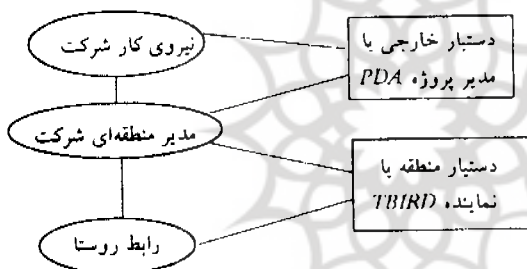 نیروی کار شرکت
دستیار خارجی یا
مدیر پروژه PDA
مدیر منطقه‌ای شرکت
دستیار منطقه یا
نماینده TBIRD
رابط روستا